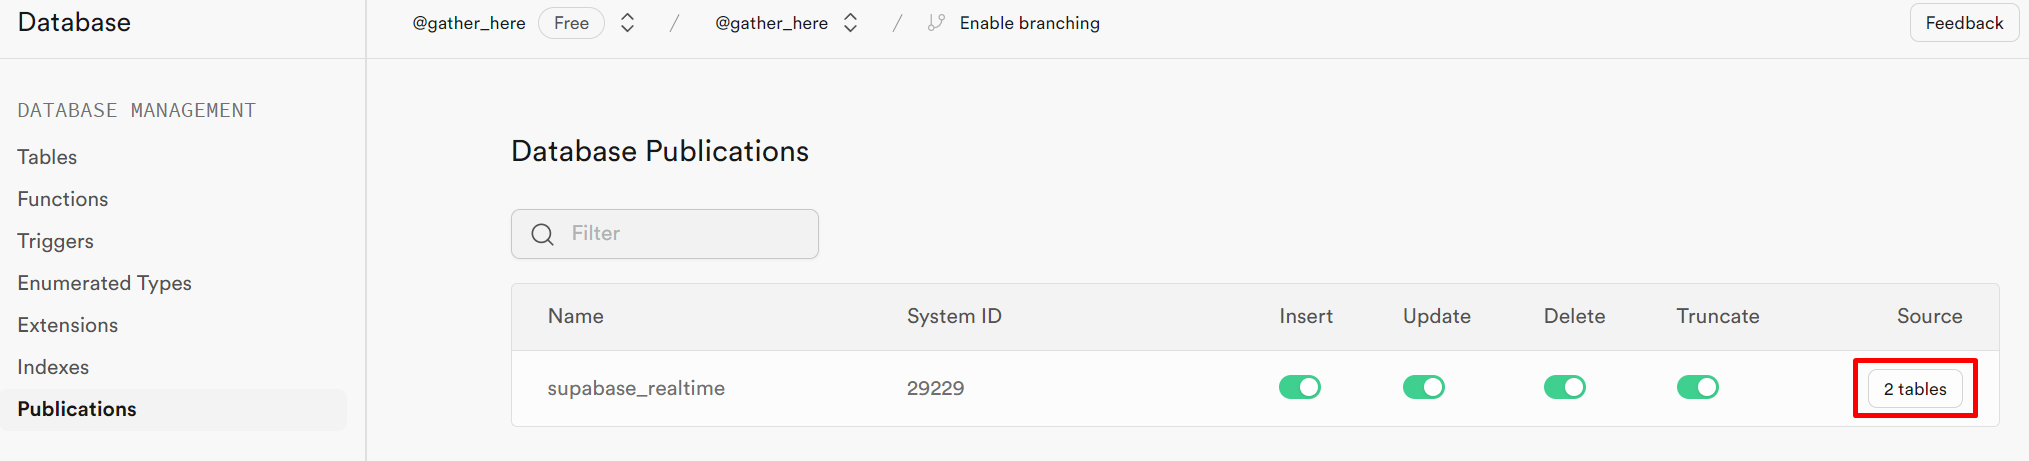 Database
@gather_here Free / @gather_here / Enable branching
Feedback
DATABASE MANAGEMENT
Tables
Functions
Triggers
Enumerated Types
Extensions
Indexes
Publications
Database Publications
Filter
Name System ID Insert Update Delete Truncate Source
supabase_realtime 29229 2 tables